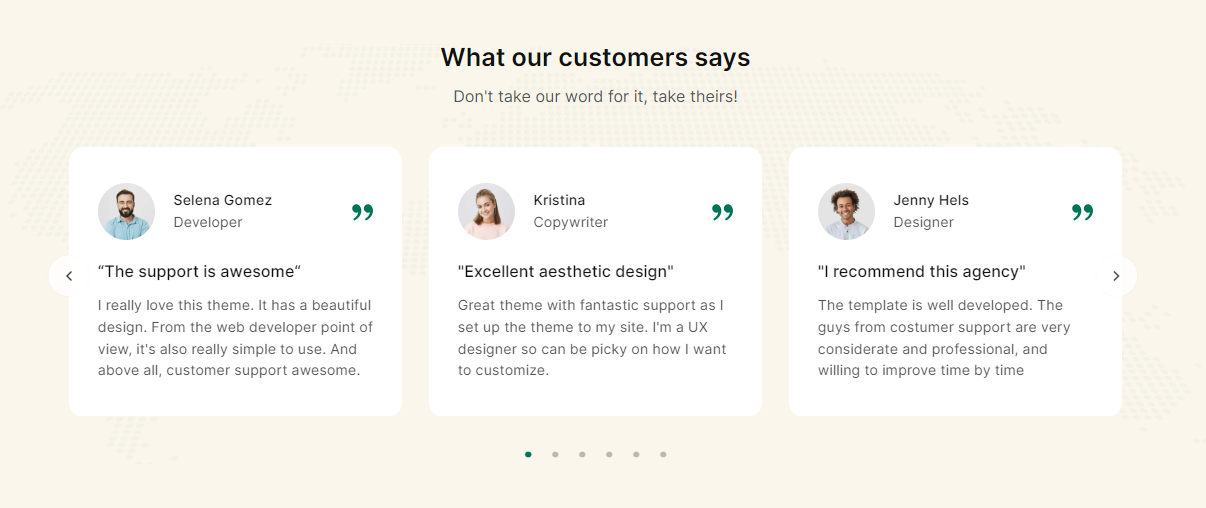 What our customers says
Don't take our word for it, take theirs!
Selena Gomez
Developer
“The support is awesome“
I really love this theme. It has a beautiful
design. From the web developer point of
view, it's also really simple to use. And
above all, customer support awesome.
Kristina
Copywriter
"Excellent aesthetic design"
Great theme with fantastic support as I
set up the theme to my site. I'm a UX
designer so can be picky on how I want
to customize.
Jenny Hels
Designer
"I recommend this agency"
The template is well developed. The
guys from costumer support are very
considerate and professional, and
willing to improve time by time